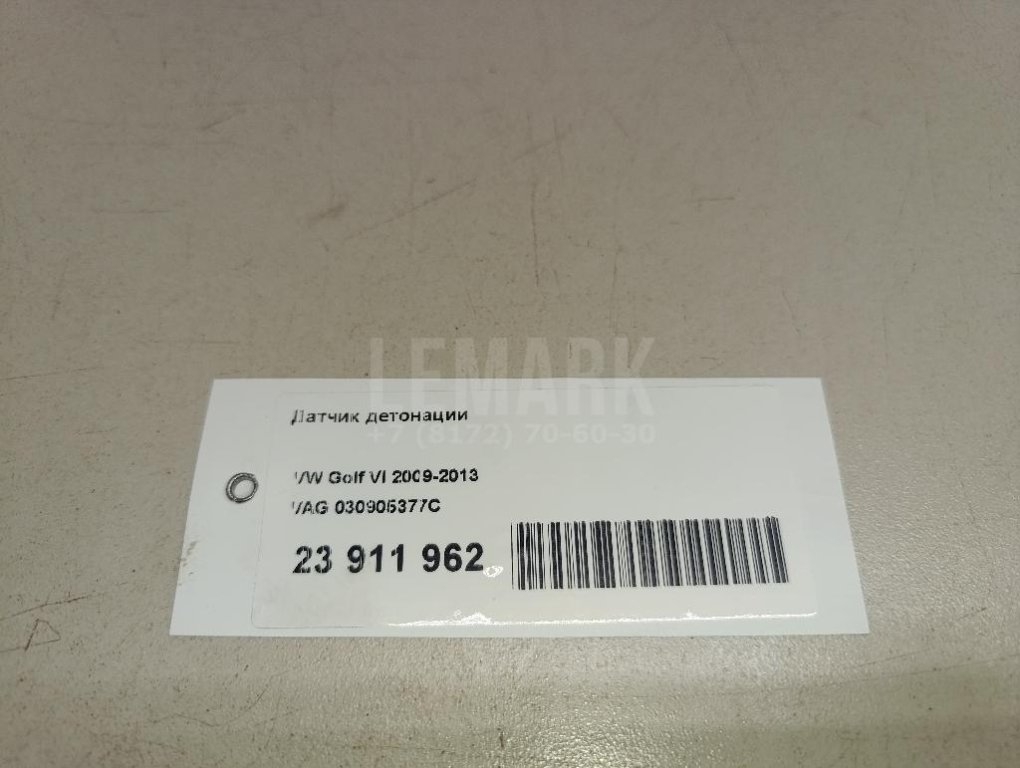 LEMARK
Датчик детонации
+7 (8172) 70-60-30
VW Golf VI 2009-2013
VAG 030905377C
23 911 962